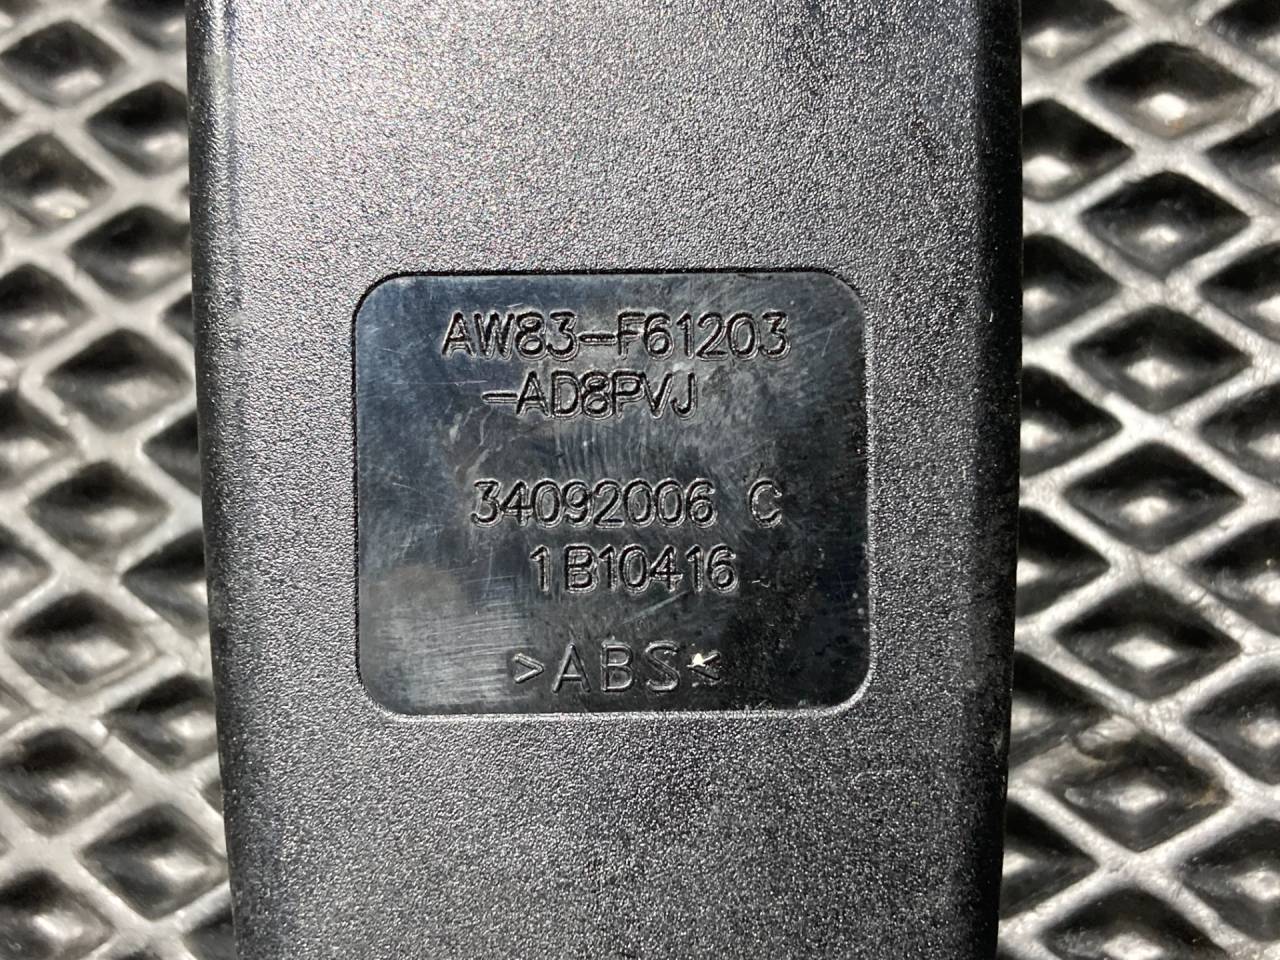 AW83-F61203
-AD8PVJ
34092006 C
1B10416
>ABS<